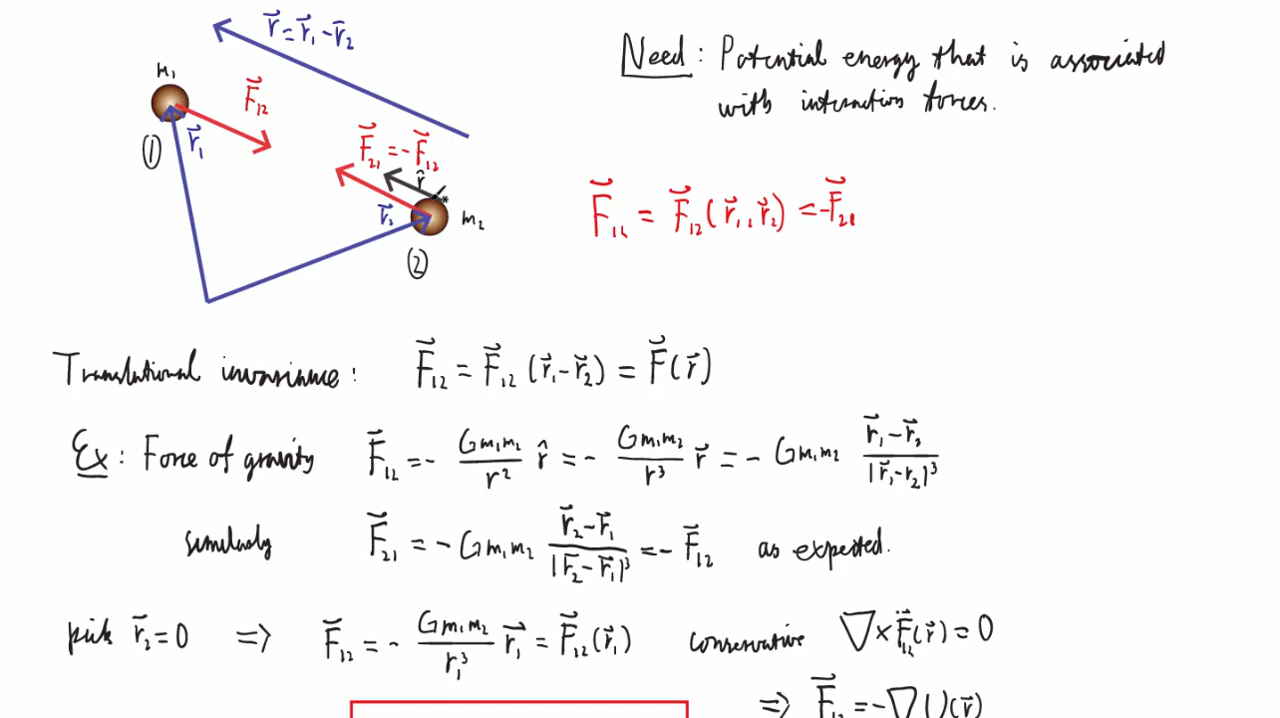 r⃗ = r⃗₁ - r⃗₂
m₁
F⃗₁₂
①
r⃗₁
F⃗₂₁ = -F⃗₁₂
r̂
r⃗₂
m₂
②
Need: Potential energy that is associated
with interaction forces.
F⃗₁₂ = F⃗₁₂(r⃗₁, r⃗₂) = -F⃗₂₁
Translational invariance: F⃗₁₂ = F⃗₁₂(r⃗₁-r⃗₂) = F⃗(r⃗)
Ex: Force of gravity F⃗₁₂ = - Gm₁m₂/r² r̂ = - Gm₁m₂/r³ r⃗ = - Gm₁m₂ (r⃗₁-r⃗₂)/|r⃗₁-r₂|³
similarly F⃗₂₁ = - Gm₁m₂ (r⃗₂-r⃗₁)/|r⃗₂-r⃗₁|³ = - F⃗₁₂ as expected.
pick r⃗₂=0 => F⃗₁₂ = - Gm₁m₂/r₁³ r⃗₁ = F⃗₁₂(r⃗₁) conservative ∇×F⃗₁₂(r⃗)=0
=> F⃗₁₂ = -∇U(r⃗)